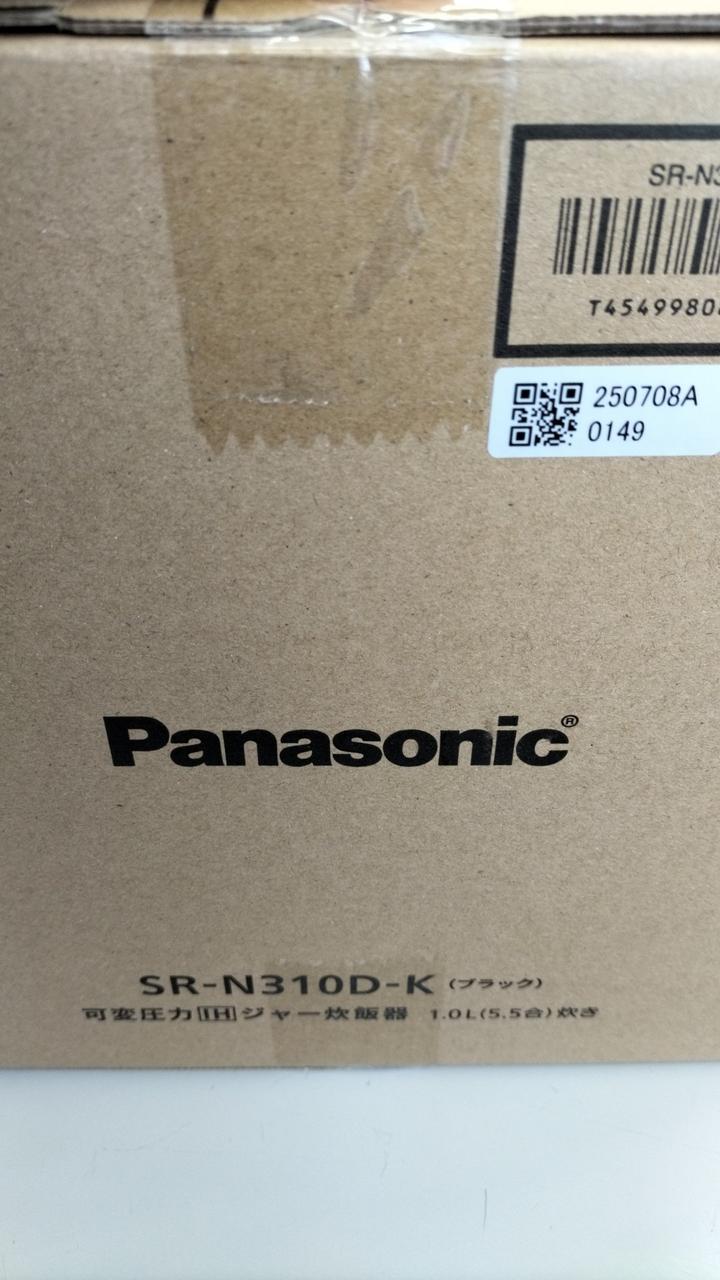 SR-N3
T4549980
250708A
0149
Panasonic®
SR-N310D-K (ブラック)
可変圧力IHジャー炊飯器 1.0L(5.5合)炊き